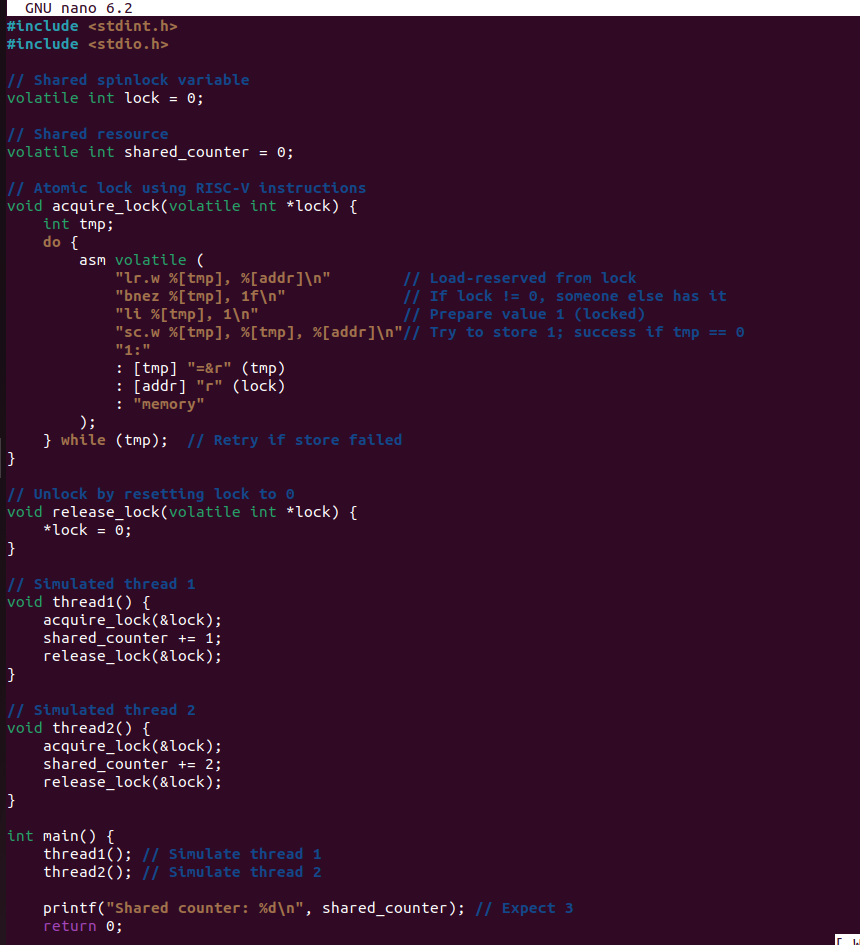 GNU nano 6.2
#include <stdint.h>
#include <stdio.h>
// Shared spinlock variable
volatile int lock = 0;
// Shared resource
volatile int shared_counter = 0;
// Atomic lock using RISC-V instructions
void acquire_lock(volatile int *lock) {
    int tmp;
    do {
        asm volatile (
            "lr.w %[tmp], %[addr]\n"        // Load-reserved from lock
            "bnez %[tmp], 1f\n"             // If lock != 0, someone else has it
            "li %[tmp], 1\n"                // Prepare value 1 (locked)
            "sc.w %[tmp], %[tmp], %[addr]\n"// Try to store 1; success if tmp == 0
            "1:"
            : [tmp] "=&r" (tmp)
            : [addr] "r" (lock)
            : "memory"
        );
    } while (tmp);  // Retry if store failed
}
// Unlock by resetting lock to 0
void release_lock(volatile int *lock) {
    *lock = 0;
}
// Simulated thread 1
void thread1() {
    acquire_lock(&lock);
    shared_counter += 1;
    release_lock(&lock);
}
// Simulated thread 2
void thread2() {
    acquire_lock(&lock);
    shared_counter += 2;
    release_lock(&lock);
}
int main() {
    thread1(); // Simulate thread 1
    thread2(); // Simulate thread 2
    printf("Shared counter: %d\n", shared_counter); // Expect 3
    return 0;